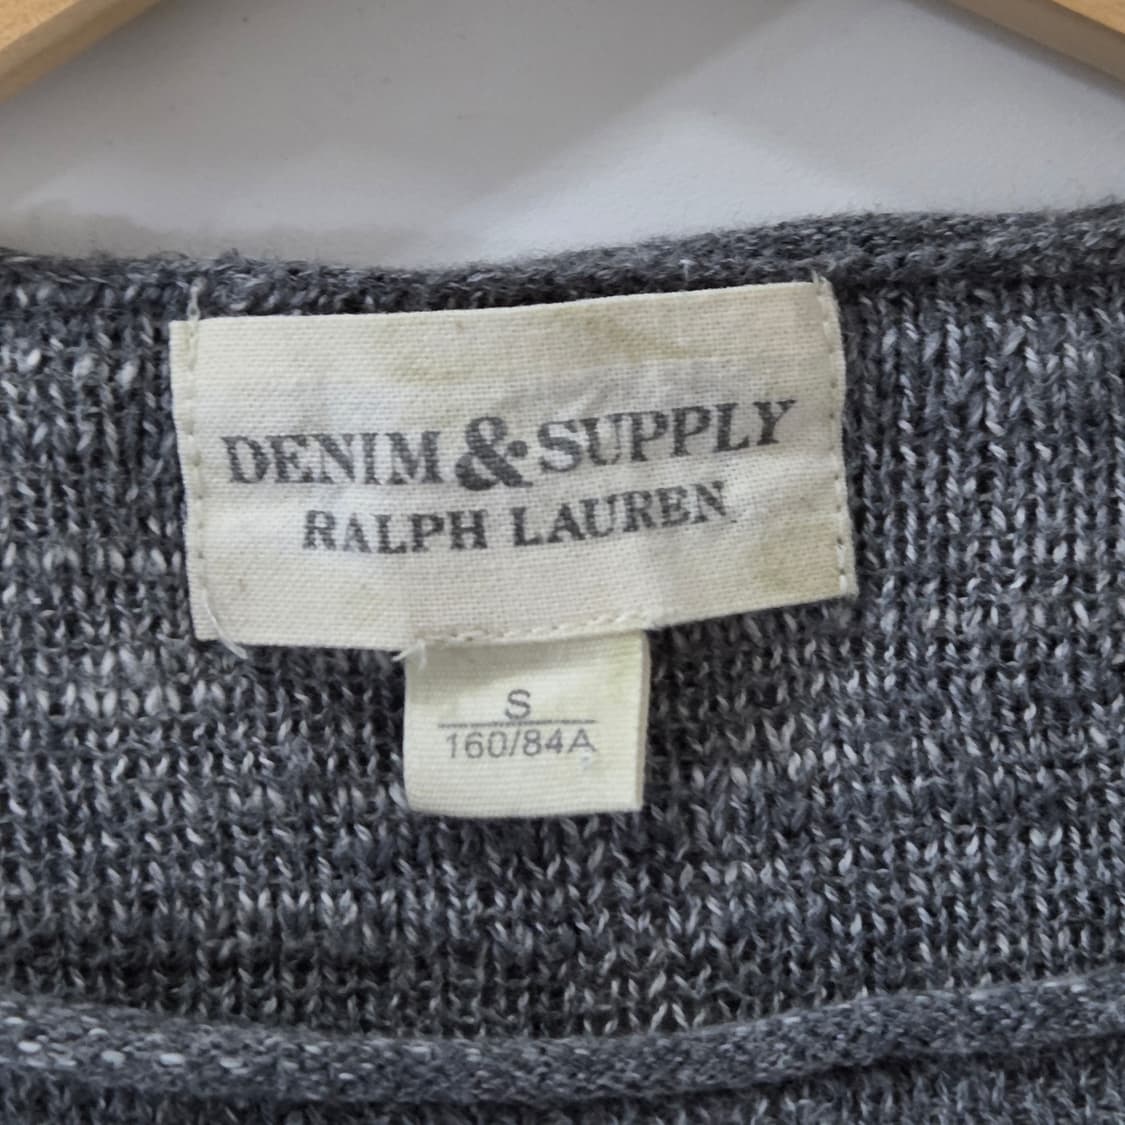 DENIM & SUPPLY
RALPH LAUREN
S
160/84A